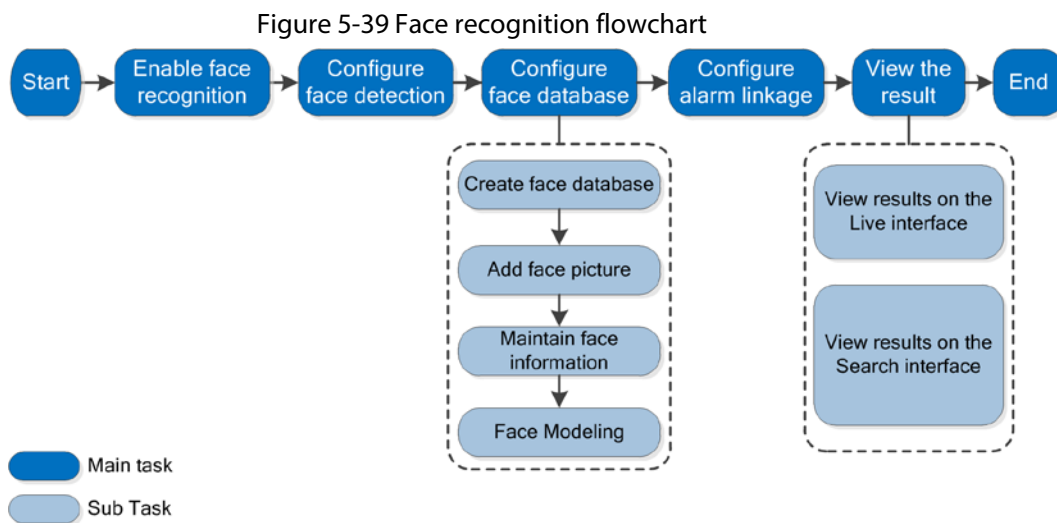 Figure 5-39 Face recognition flowchart
Start
Enable face
recognition
Configure
face detection
Configure
face database
Configure
alarm linkage
View the
result
End
Create face database
Add face picture
Maintain face
information
Face Modeling
View results on the
Live interface
View results on the
Search interface
Main task
Sub Task